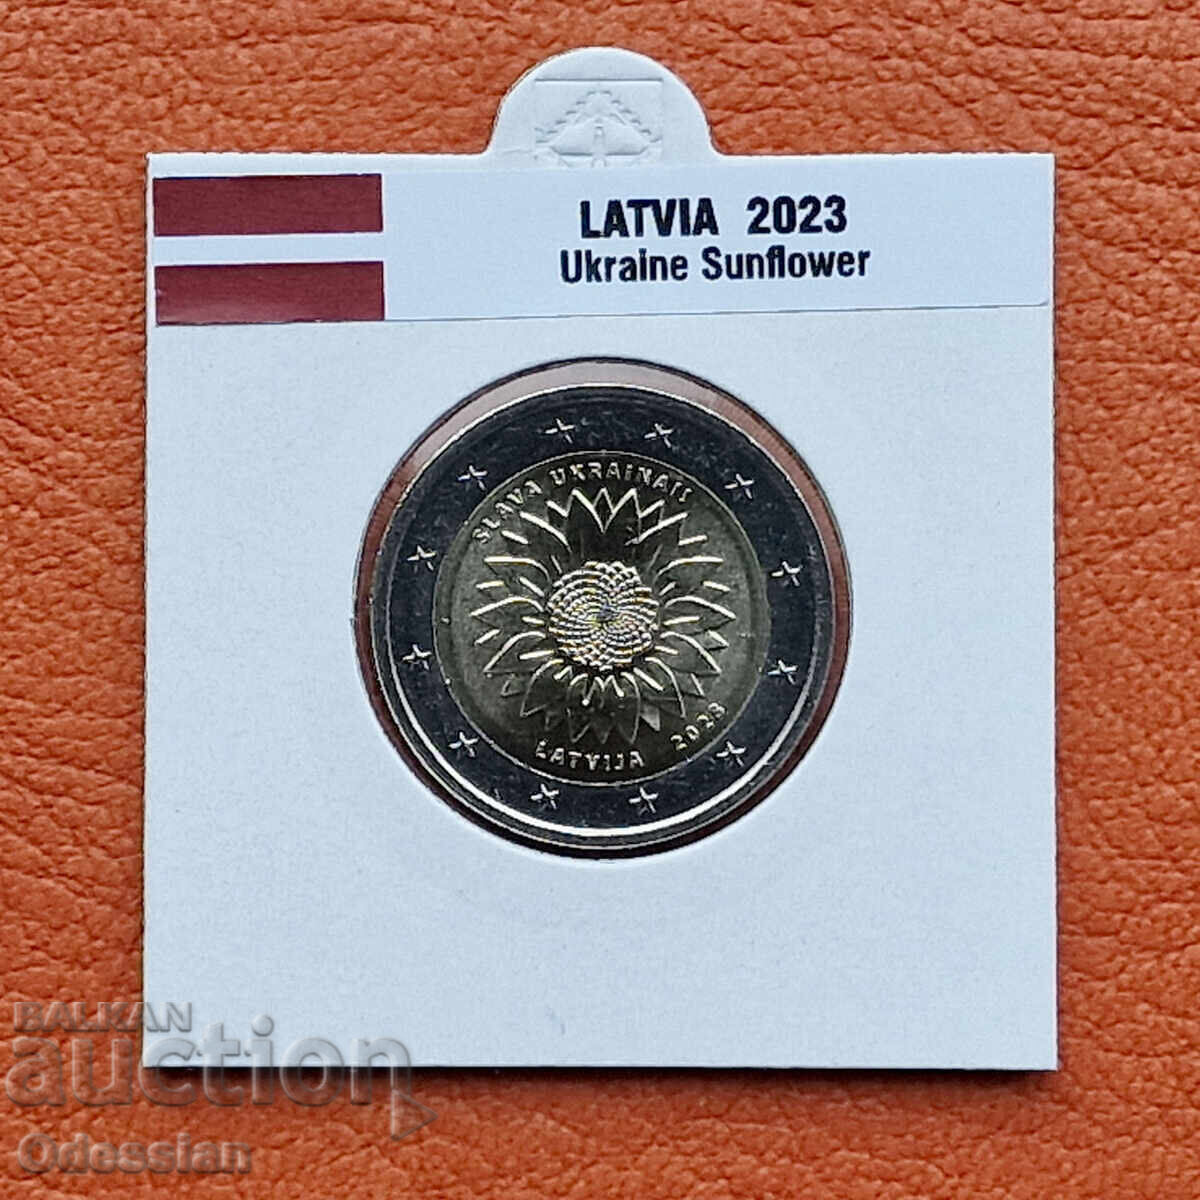 LATVIA 2023
Ukraine Sunflower
SLAVA UKRAINAI!
LATVIJA 2023
BALKAN
auction
Odessian